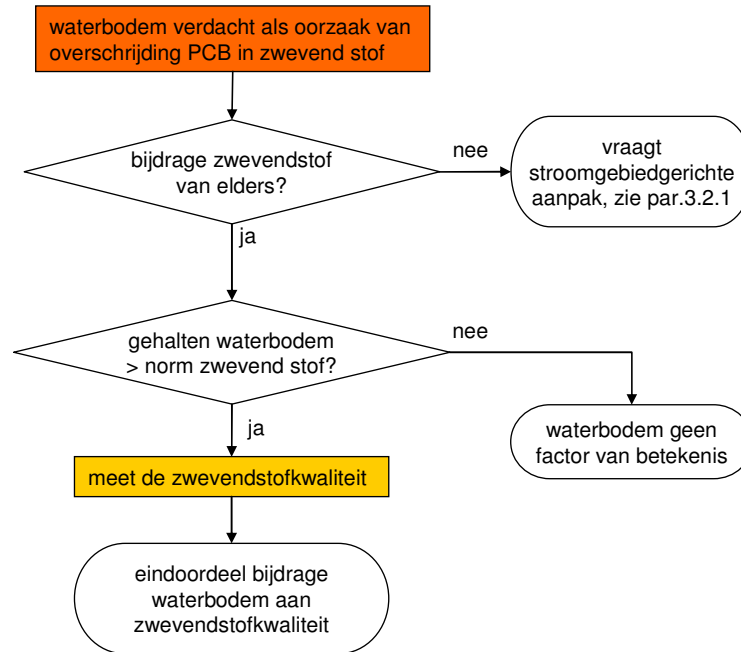 waterbodem verdacht als oorzaak van
overschrijding PCB in zwevend stof
bijdrage zwevendstof
van elders?
nee
vraagt
stroomgebiedgerichte
aanpak, zie par.3.2.1
ja
gehalten waterbodem
> norm zwevend stof?
nee
waterbodem geen
factor van betekenis
ja
meet de zwevendstofkwaliteit
eindoordeel bijdrage
waterbodem aan
zwevendstofkwaliteit